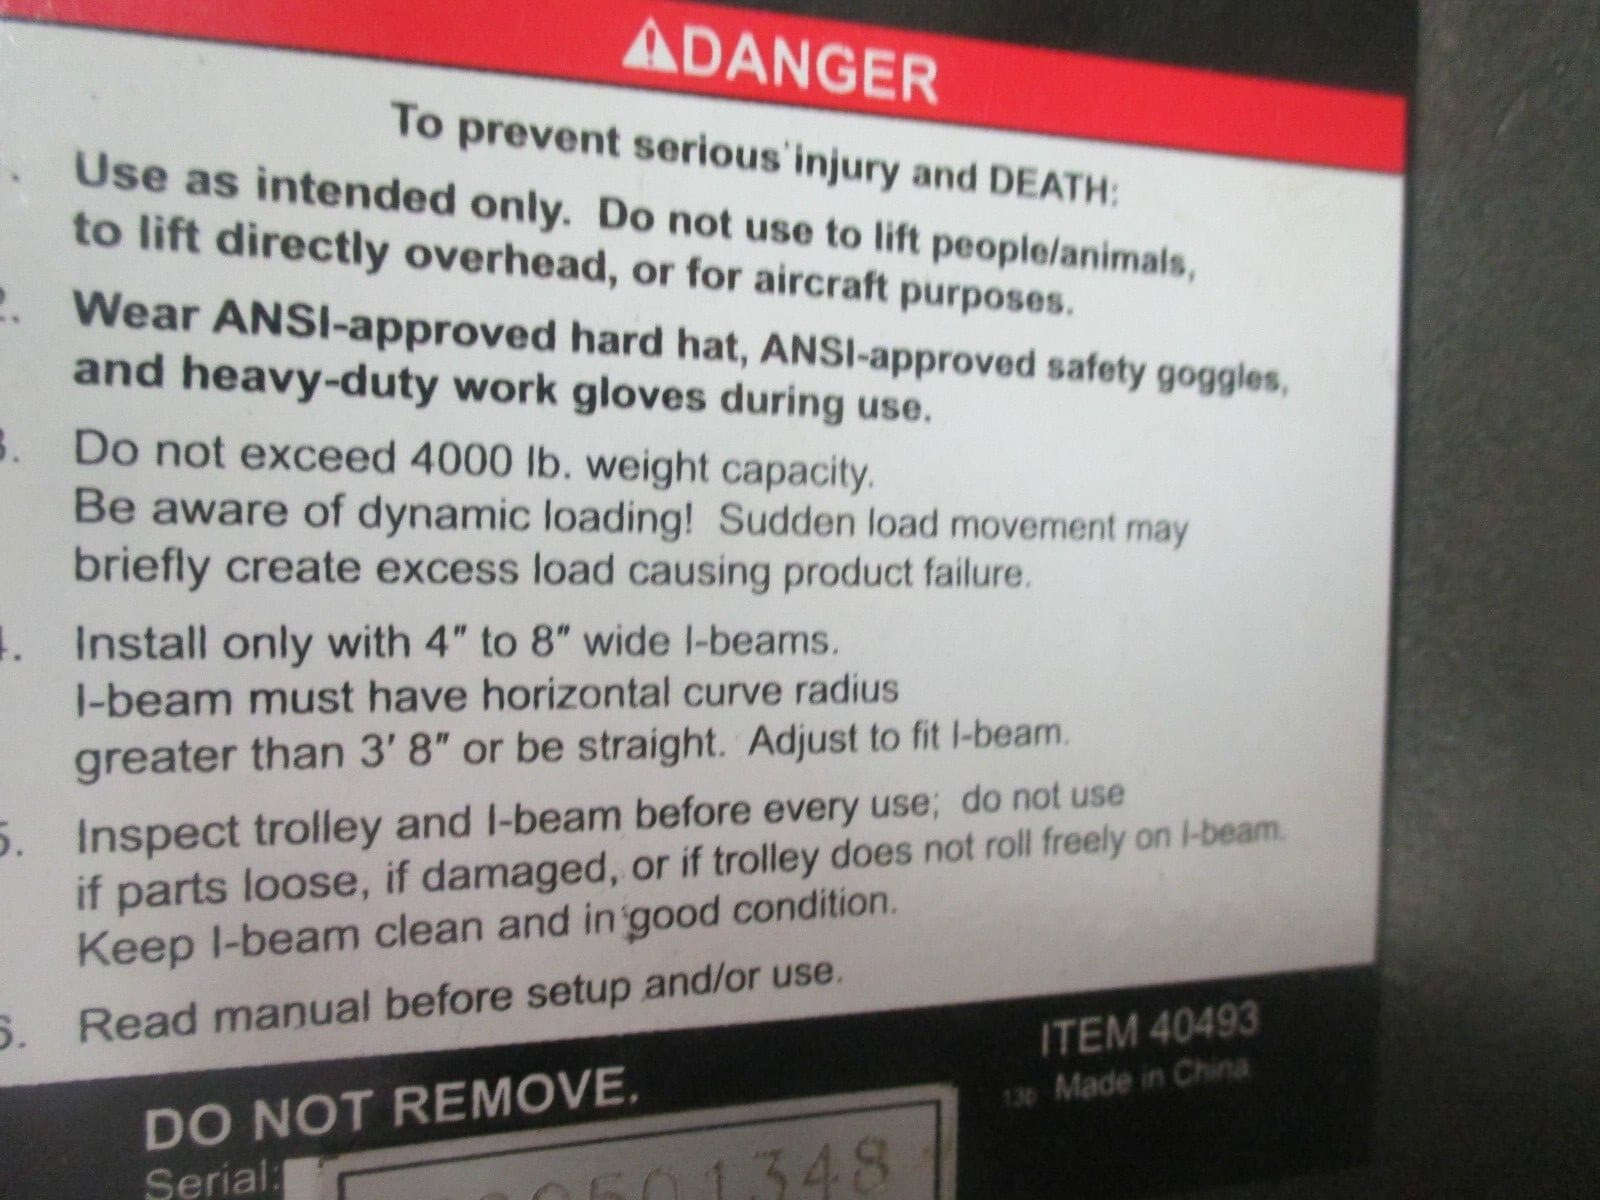 DANGER
To prevent serious injury and DEATH:
Use as intended only. Do not use to lift people/animals,
to lift directly overhead, or for aircraft purposes.
2. Wear ANSI-approved hard hat, ANSI-approved safety goggles,
and heavy-duty work gloves during use.
3. Do not exceed 4000 lb. weight capacity.
Be aware of dynamic loading! Sudden load movement may
briefly create excess load causing product failure.
4. Install only with 4" to 8" wide I-beams.
I-beam must have horizontal curve radius
greater than 3' 8" or be straight. Adjust to fit I-beam.
5. Inspect trolley and I-beam before every use; do not use
if parts loose, if damaged, or if trolley does not roll freely on I-beam.
Keep I-beam clean and in good condition.
6. Read manual before setup and/or use.
ITEM 40493
13b Made in China
DO NOT REMOVE.
Serial: